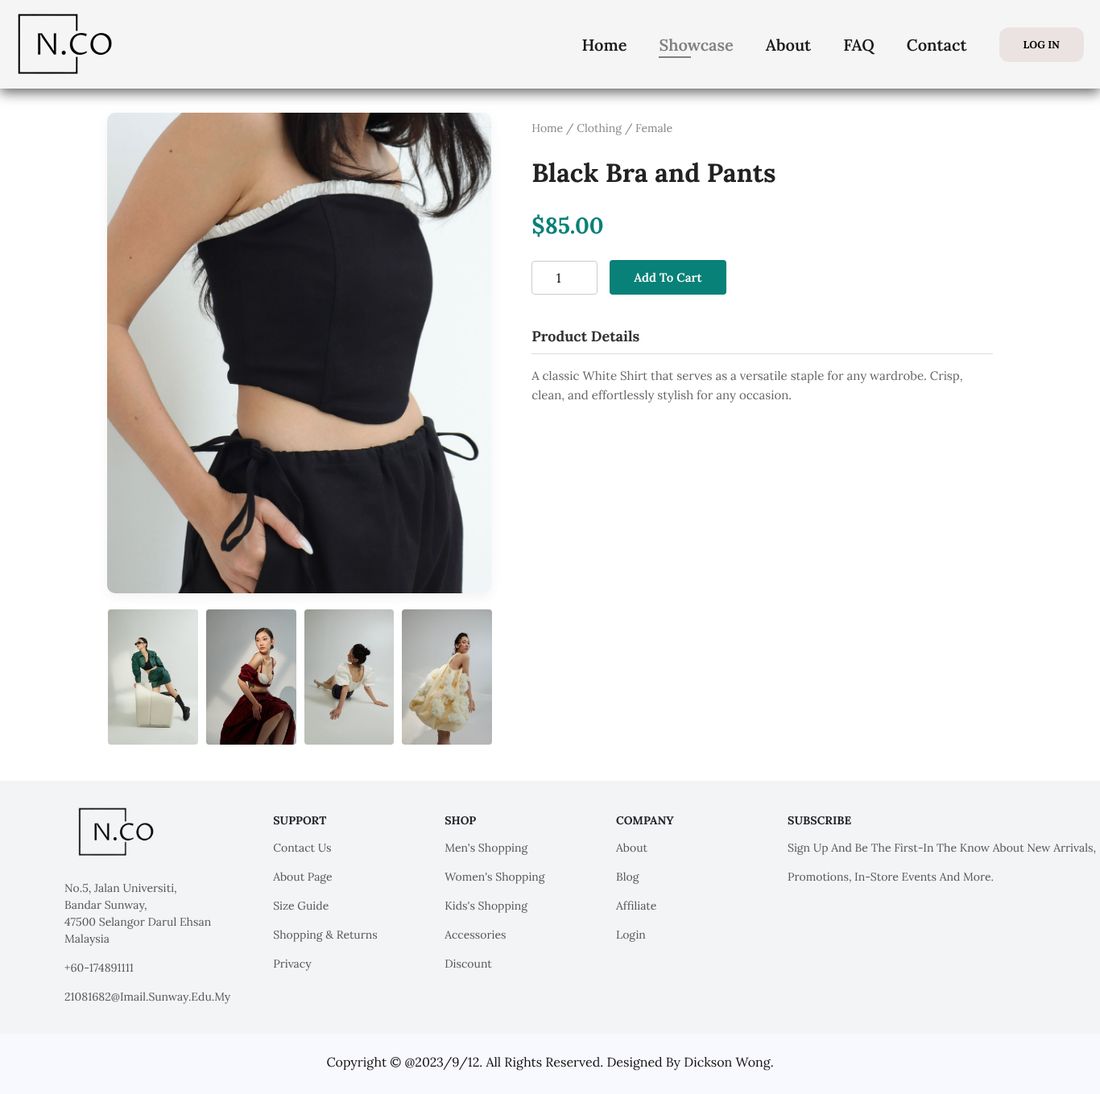 N.CO
Home
Showcase
About
FAQ
Contact
LOG IN
Home / Clothing / Female
Black Bra and Pants
$85.00
1
Add To Cart
Product Details
A classic White Shirt that serves as a versatile staple for any wardrobe. Crisp,
clean, and effortlessly stylish for any occasion.
N.CO
No.5, Jalan Universiti,
Bandar Sunway,
47500 Selangor Darul Ehsan
Malaysia
+60-174891111
21081682@Imail.Sunway.Edu.My
SUPPORT
Contact Us
About Page
Size Guide
Shopping & Returns
Privacy
SHOP
Men's Shopping
Women's Shopping
Kids's Shopping
Accessories
Discount
COMPANY
About
Blog
Affiliate
Login
SUBSCRIBE
Sign Up And Be The First-In The Know About New Arrivals,
Promotions, In-Store Events And More.
Copyright © @2023/9/12. All Rights Reserved. Designed By Dickson Wong.